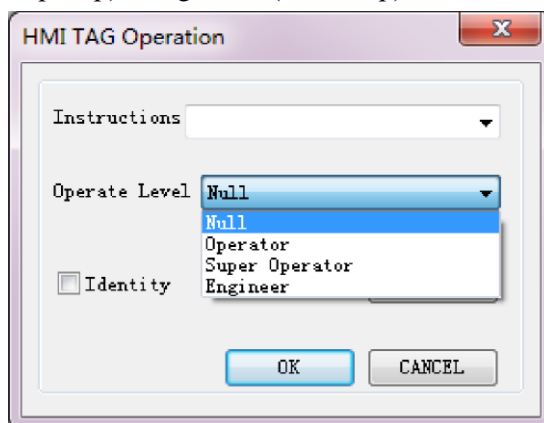 HMI TAG Operation
Instructions
Operate Level Null
Null
Operator
Super Operator
Engineer
Identity
OK CANCEL